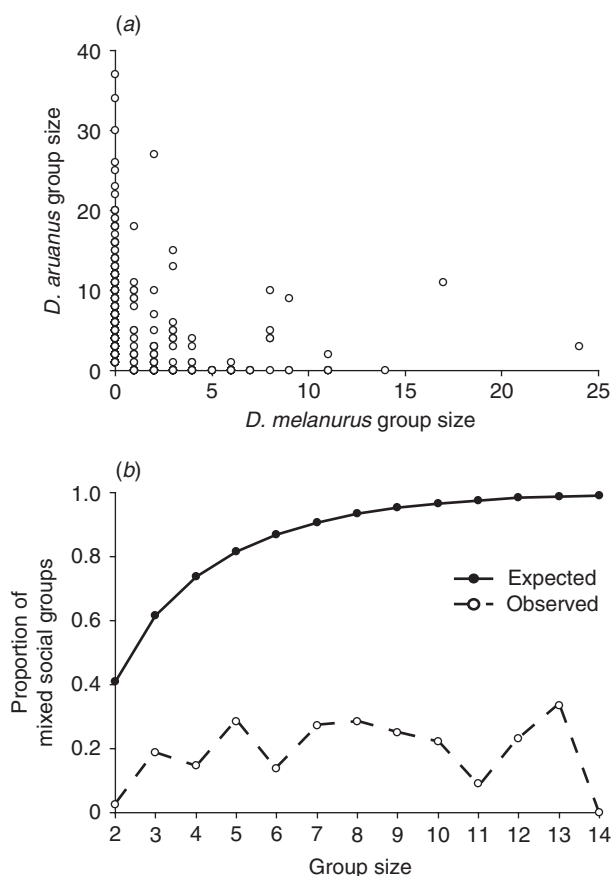 (a)
40
30
20
10
0
D. aruanus group size
0 5 10 15 20 25
D. melanurus group size
(b)
1.0
0.8
0.6
0.4
0.2
0
Proportion of
mixed social groups
Expected
Observed
2 3 4 5 6 7 8 9 10 11 12 13 14
Group size